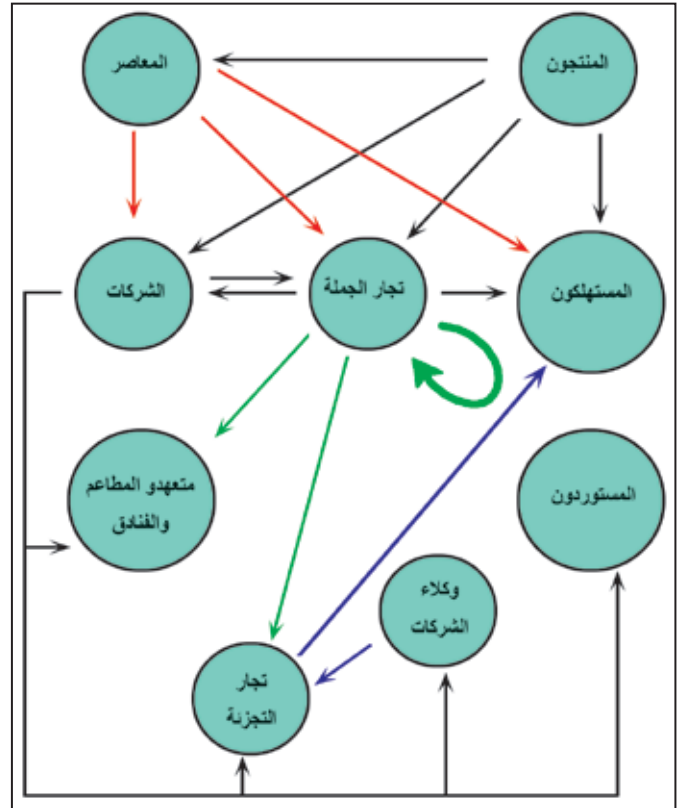 المنتجون
المعاصر
المستهلكون
تجار الجملة
الشركات
المستوردون
متعهدو المطاعم
والفنادق
وكلاء
الشركات
تجار
التجزئة